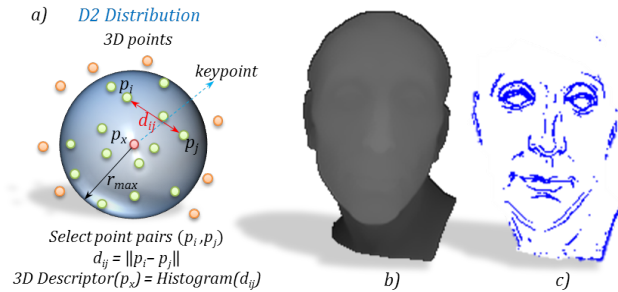 a) D2 Distribution
3D points
keypoint
p_i
d_ij
p_x
p_j
r_max
Select point pairs (p_i, p_j)
d_ij = ||p_i – p_j||
3D Descriptor(p_x) = Histogram(d_ij)
b)
c)